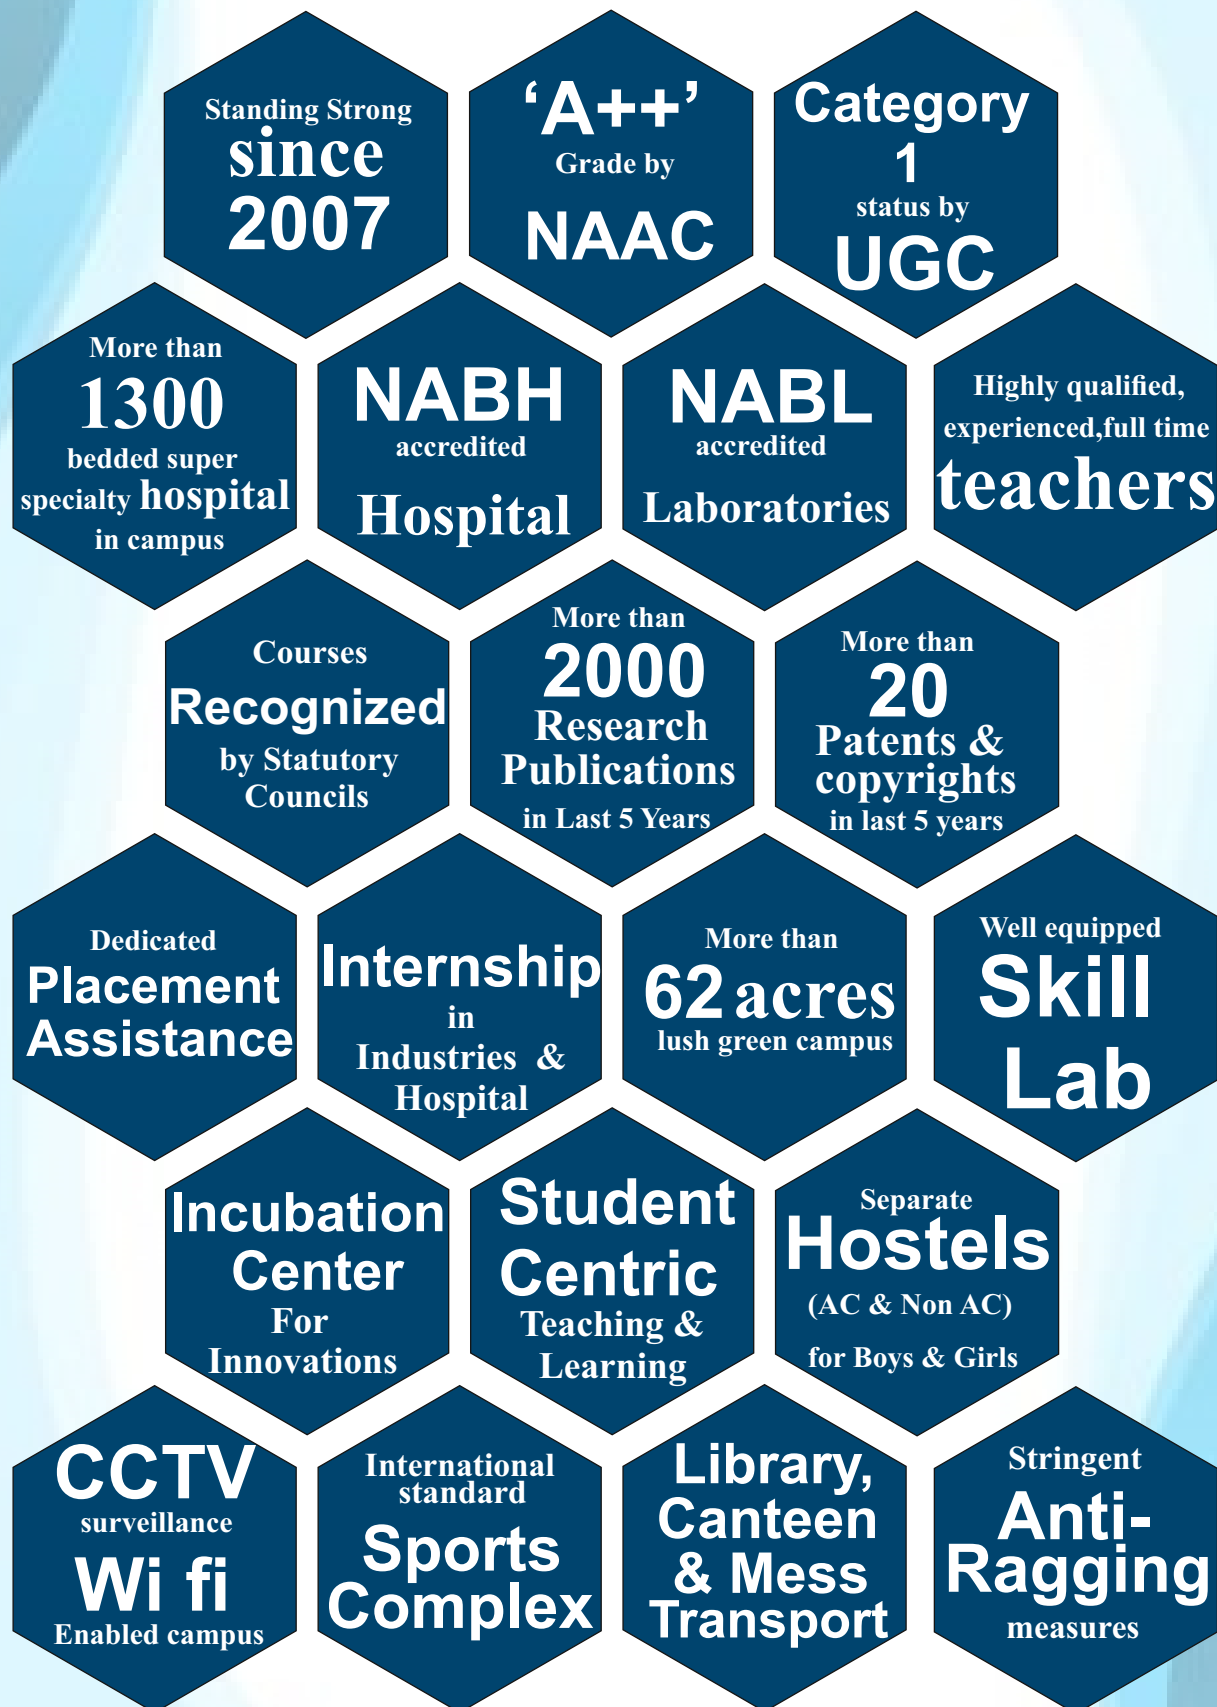 Standing Strong
since
2007
‘A++’
Grade by
NAAC
Category
1
status by
UGC
More than
1300
bedded super
specialty hospital
in campus
NABH
accredited
Hospital
NABL
accredited
Laboratories
Highly qualified,
experienced,full time
teachers
Courses
Recognized
by Statutory
Councils
More than
2000
Research
Publications
in Last 5 Years
More than
20
Patents &
copyrights
in last 5 years
Dedicated
Placement
Assistance
Internship
in
Industries &
Hospital
More than
62 acres
lush green campus
Well equipped
Skill
Lab
Incubation
Center
For
Innovations
Student
Centric
Teaching &
Learning
Separate
Hostels
(AC & Non AC)
for Boys & Girls
CCTV
surveillance
Wi fi
Enabled campus
International
standard
Sports
Complex
Library,
Canteen
& Mess
Transport
Stringent
Anti-
Ragging
measures